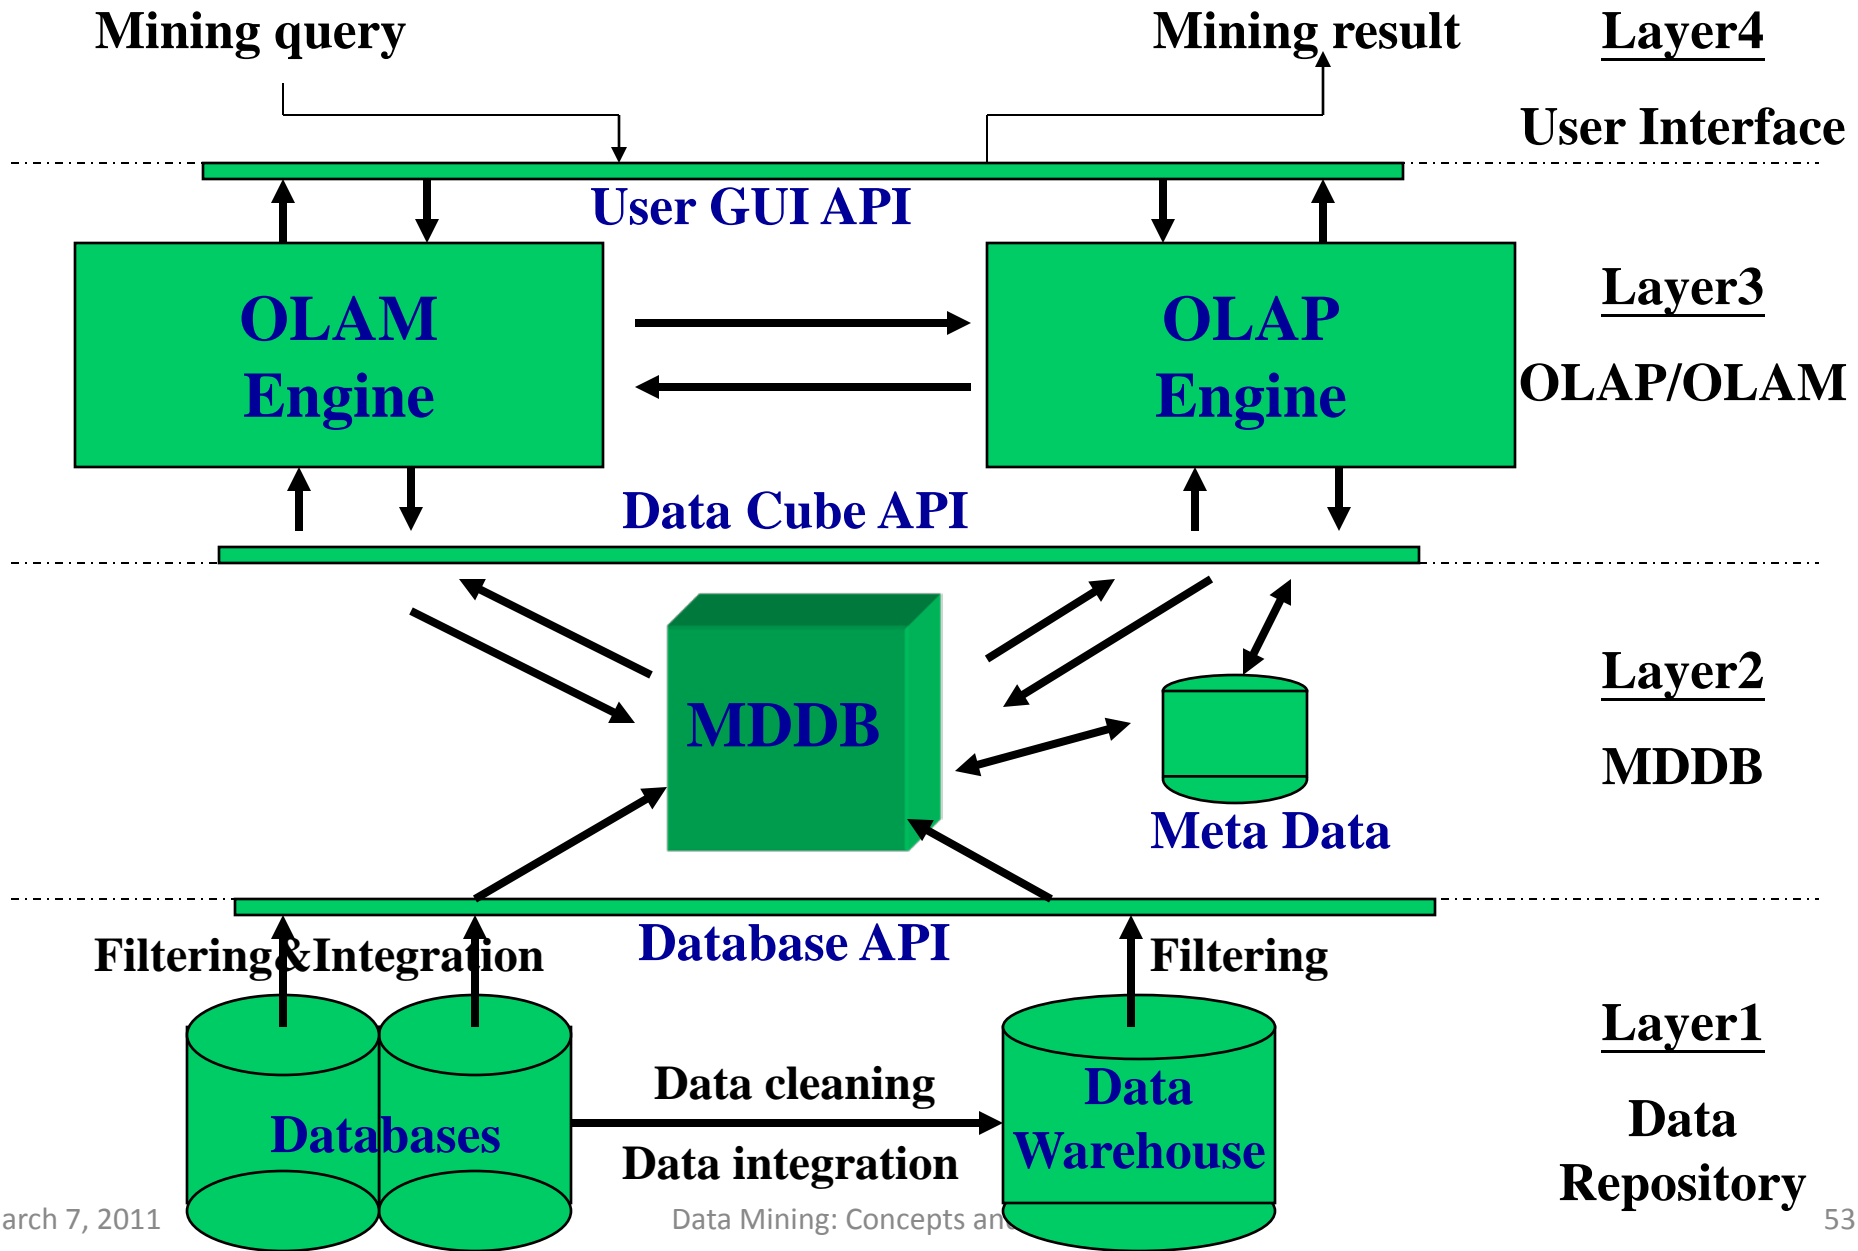 Mining query
Mining result
Layer4
User Interface
User GUI API
OLAM
Engine
OLAP
Engine
Layer3
OLAP/OLAM
Data Cube API
MDDB
Meta Data
Layer2
MDDB
Filtering&Integration
Database API
Filtering
Databases
Data cleaning
Data integration
Data
Warehouse
Layer1
Data
Repository
arch 7, 2011
Data Mining: Concepts an
53